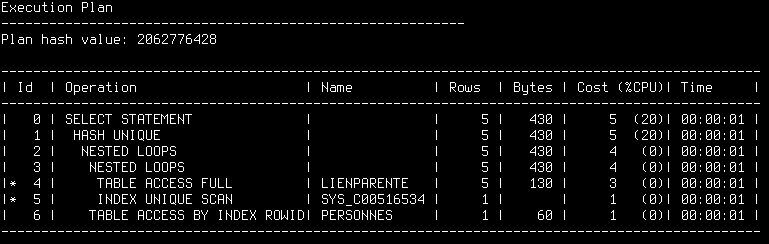 Execution Plan
----------------------------------------------------------
Plan hash value: 2062776428

-----------------------------------------------------------------------------------------------
| Id | Operation | Name | Rows | Bytes | Cost (%CPU)| Time |
-----------------------------------------------------------------------------------------------
| 0 | SELECT STATEMENT | | 5 | 430 | 5 (20)| 00:00:01 |
| 1 | HASH UNIQUE | | 5 | 430 | 5 (20)| 00:00:01 |
| 2 | NESTED LOOPS | | 5 | 430 | 4 (0)| 00:00:01 |
| 3 | NESTED LOOPS | | 5 | 430 | 4 (0)| 00:00:01 |
|* 4 | TABLE ACCESS FULL | LIENPARENTE | 5 | 130 | 3 (0)| 00:00:01 |
|* 5 | INDEX UNIQUE SCAN | SYS_C00516534 | 1 | | 1 (0)| 00:00:01 |
| 6 | TABLE ACCESS BY INDEX ROWID| PERSONNES | 1 | 60 | 1 (0)| 00:00:01 |
-----------------------------------------------------------------------------------------------